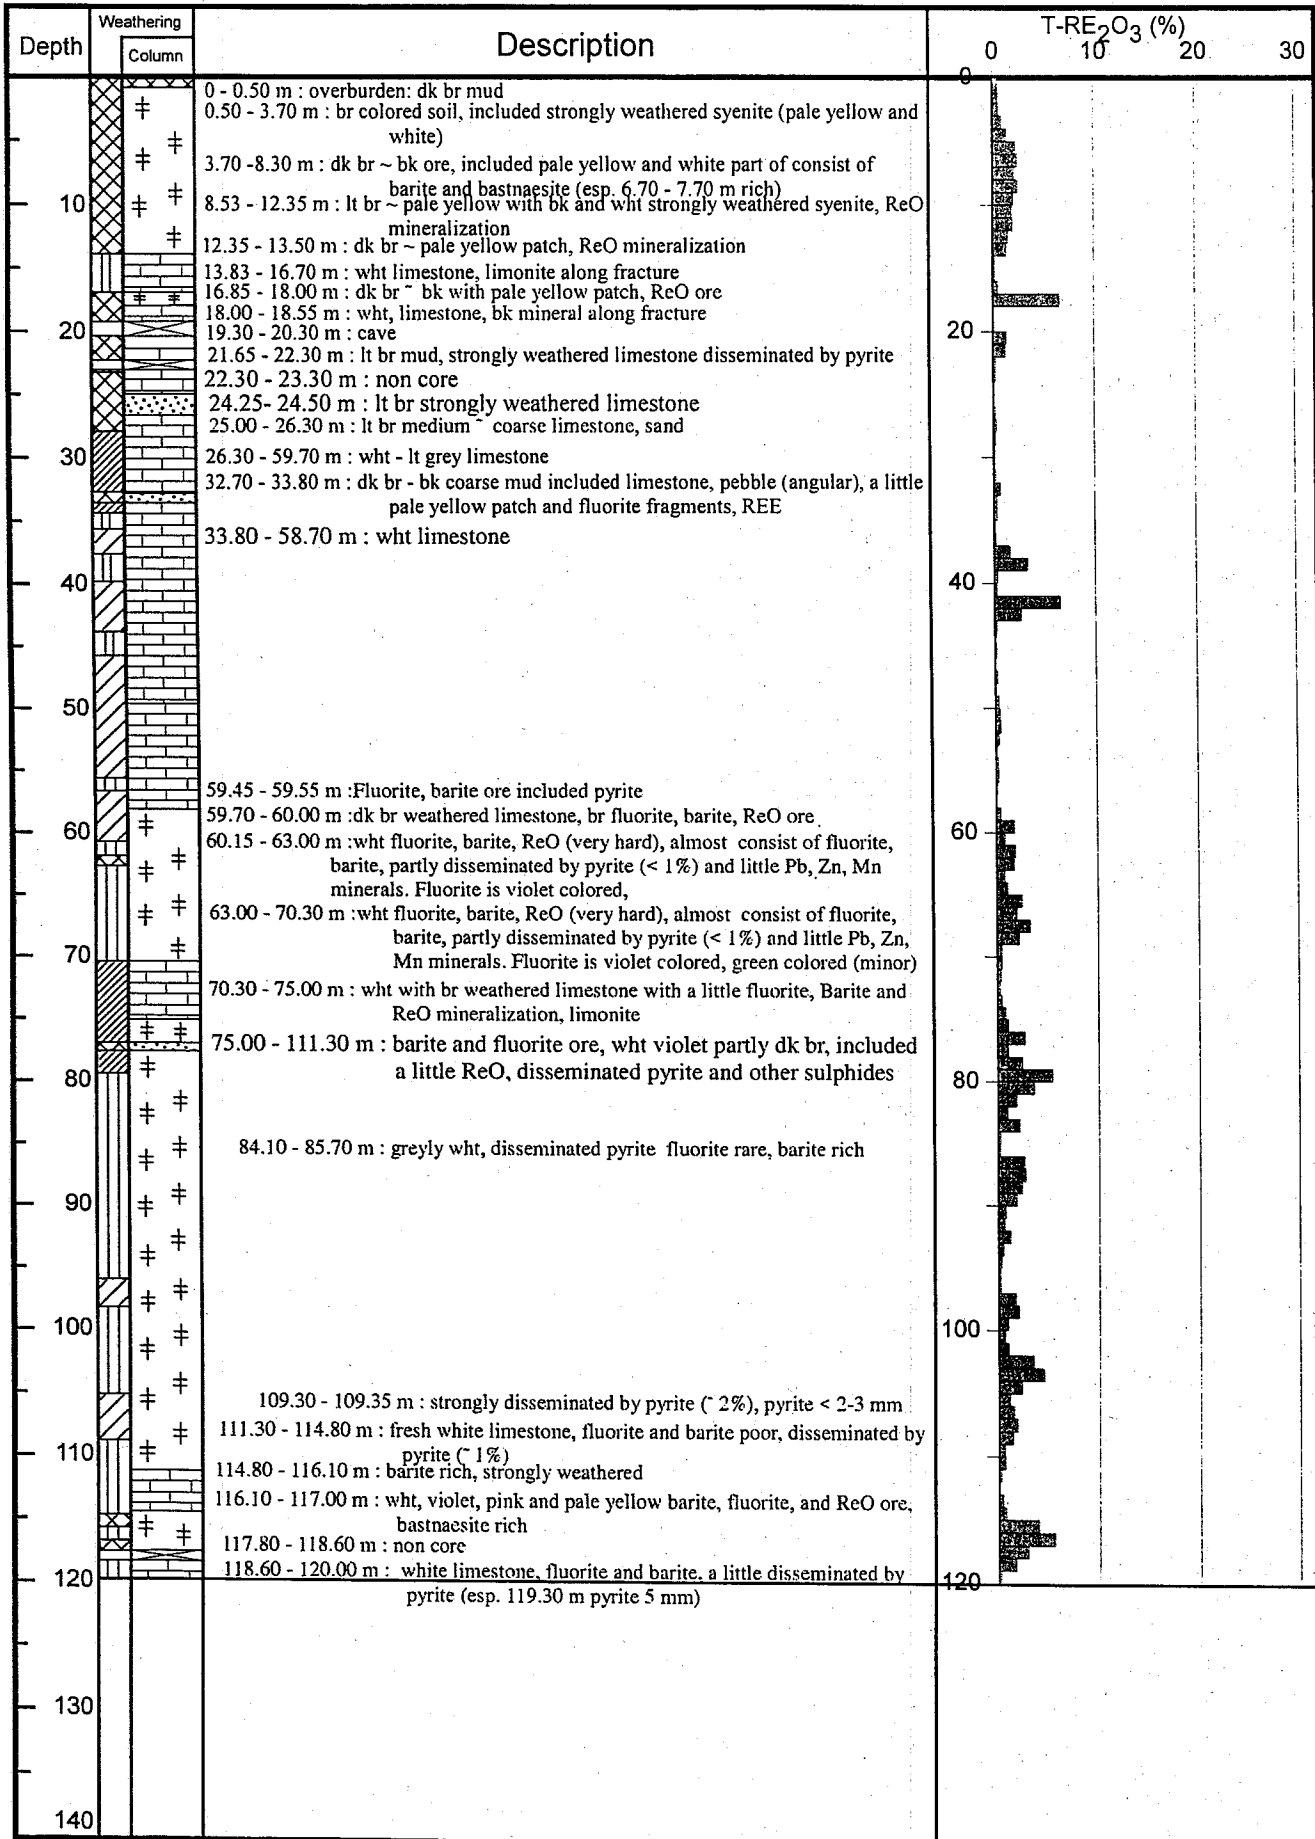 Depth
Weathering
Column
Description
T-RE2O3 (%)
0 10 20 30
0
0 - 0.50 m : overburden: dk br mud
0.50 - 3.70 m : br colored soil, included strongly weathered syenite (pale yellow and
white)
3.70 -8.30 m : dk br ~ bk ore, included pale yellow and white part of consist of
barite and bastnaesite (esp. 6.70 - 7.70 m rich)
10
8.53 - 12.35 m : lt br ~ pale yellow with bk and wht strongly weathered syenite, ReO
mineralization
12.35 - 13.50 m : dk br ~ pale yellow patch, ReO mineralization
13.83 - 16.70 m : wht limestone, limonite along fracture
16.85 - 18.00 m : dk br ~ bk with pale yellow patch, ReO ore
18.00 - 18.55 m : wht, limestone, bk mineral along fracture
20
19.30 - 20.30 m : cave
20
21.65 - 22.30 m : lt br mud, strongly weathered limestone disseminated by pyrite
22.30 - 23.30 m : non core
24.25- 24.50 m : lt br strongly weathered limestone
25.00 - 26.30 m : lt br medium ~ coarse limestone, sand
30
26.30 - 59.70 m : wht - lt grey limestone
32.70 - 33.80 m : dk br - bk coarse mud included limestone, pebble (angular), a little
pale yellow patch and fluorite fragments, REE
33.80 - 58.70 m : wht limestone
40
40
50
59.45 - 59.55 m :Fluorite, barite ore included pyrite
59.70 - 60.00 m :dk br weathered limestone, br fluorite, barite, ReO ore
60
60
60.15 - 63.00 m :wht fluorite, barite, ReO (very hard), almost consist of fluorite,
barite, partly disseminated by pyrite (< 1%) and little Pb, Zn, Mn
minerals. Fluorite is violet colored,
63.00 - 70.30 m :wht fluorite, barite, ReO (very hard), almost consist of fluorite,
barite, partly disseminated by pyrite (< 1%) and little Pb, Zn,
70
Mn minerals. Fluorite is violet colored, green colored (minor)
70.30 - 75.00 m : wht with br weathered limestone with a little fluorite, Barite and
ReO mineralization, limonite
75.00 - 111.30 m : barite and fluorite ore, wht violet partly dk br, included
a little ReO, disseminated pyrite and other sulphides
80
80
84.10 - 85.70 m : greyly wht, disseminated pyrite fluorite rare, barite rich
90
100
100
109.30 - 109.35 m : strongly disseminated by pyrite (~ 2%), pyrite < 2-3 mm
111.30 - 114.80 m : fresh white limestone, fluorite and barite poor, disseminated by
pyrite (~ 1%)
110
114.80 - 116.10 m : barite rich, strongly weathered
116.10 - 117.00 m : wht, violet, pink and pale yellow barite, fluorite, and ReO ore,
bastnaesite rich
117.80 - 118.60 m : non core
118.60 - 120.00 m : white limestone, fluorite and barite, a little disseminated by
120
120
pyrite (esp. 119.30 m pyrite 5 mm)
130
140